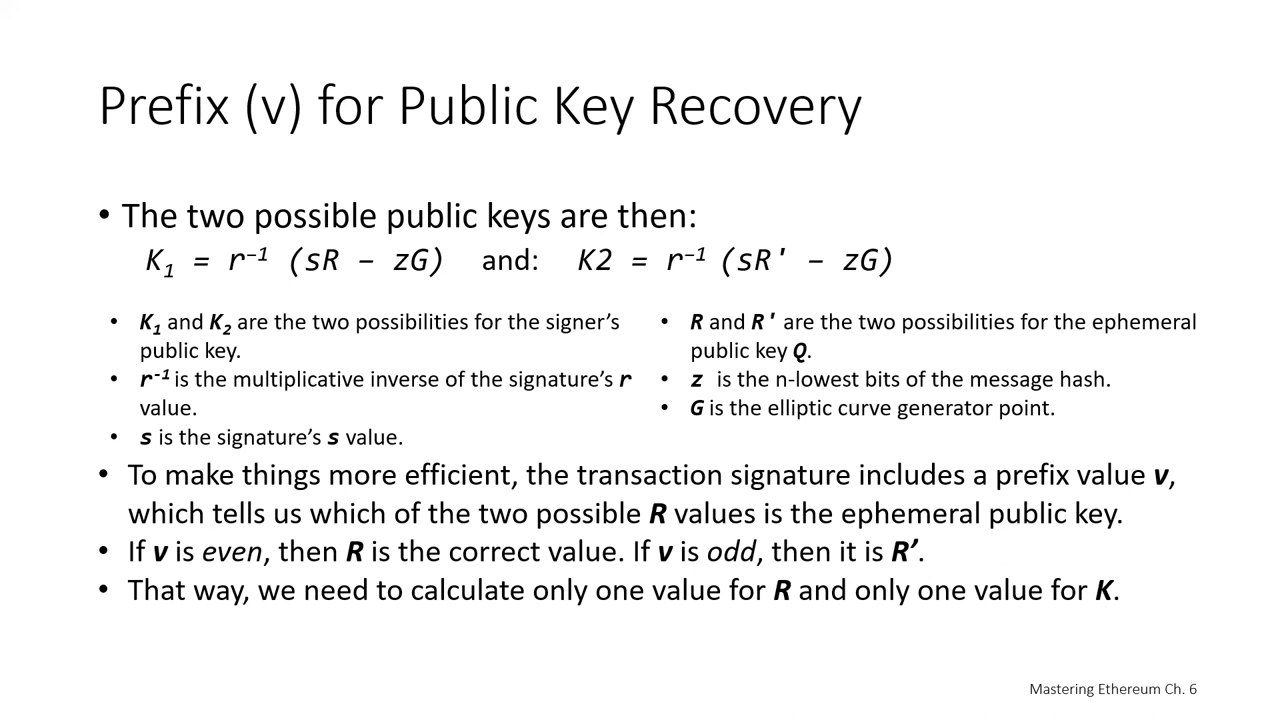 Prefix (v) for Public Key Recovery
• The two possible public keys are then:
K₁ = r⁻¹ (sR – zG) and: K2 = r⁻¹ (sR' – zG)
• K₁ and K₂ are the two possibilities for the signer’s
public key.
• r⁻¹ is the multiplicative inverse of the signature’s r
value.
• s is the signature’s s value.
• R and R' are the two possibilities for the ephemeral
public key Q.
• z is the n-lowest bits of the message hash.
• G is the elliptic curve generator point.
• To make things more efficient, the transaction signature includes a prefix value v,
which tells us which of the two possible R values is the ephemeral public key.
• If v is even, then R is the correct value. If v is odd, then it is R’.
• That way, we need to calculate only one value for R and only one value for K.
Mastering Ethereum Ch. 6